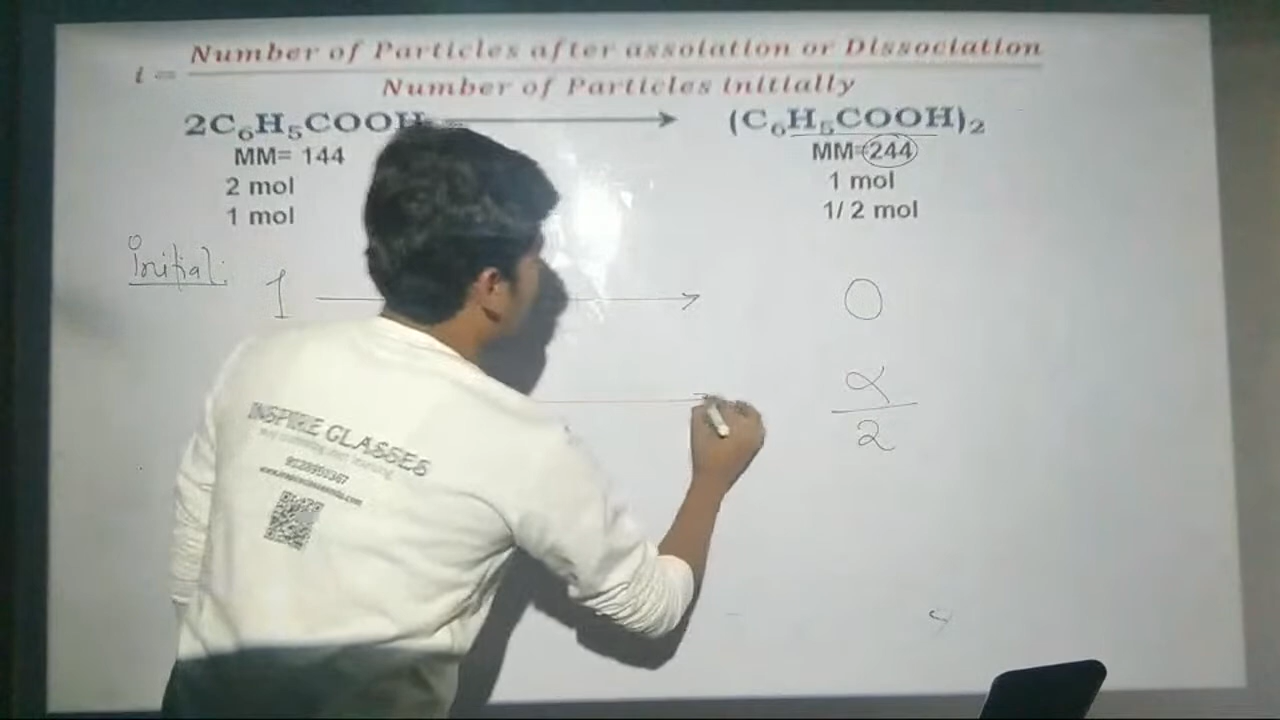 Number of Particles after assolation or Dissociation
i =
Number of Particles initially
2C₆H₅COOH → (C₆H₅COOH)₂
MM= 144 MM=244
2 mol 1 mol
1 mol 1/ 2 mol
initial: 1 → 0
α
2
INSPIRE CLASSES